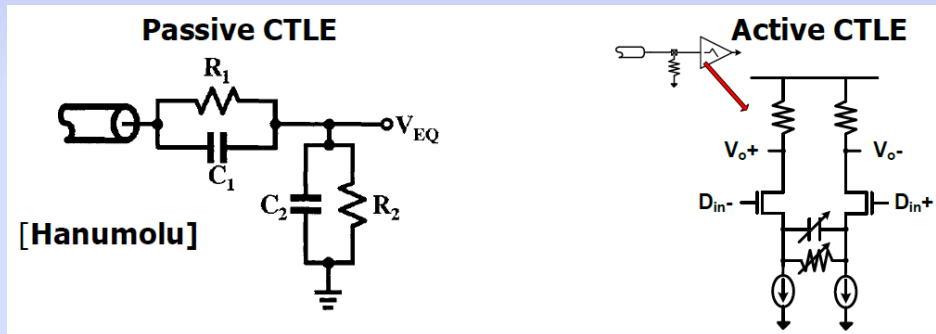 Passive CTLE
R1
C1
VEQ
C2
R2
[Hanumolu]
Active CTLE
Vo+
Vo-
Din-
Din+